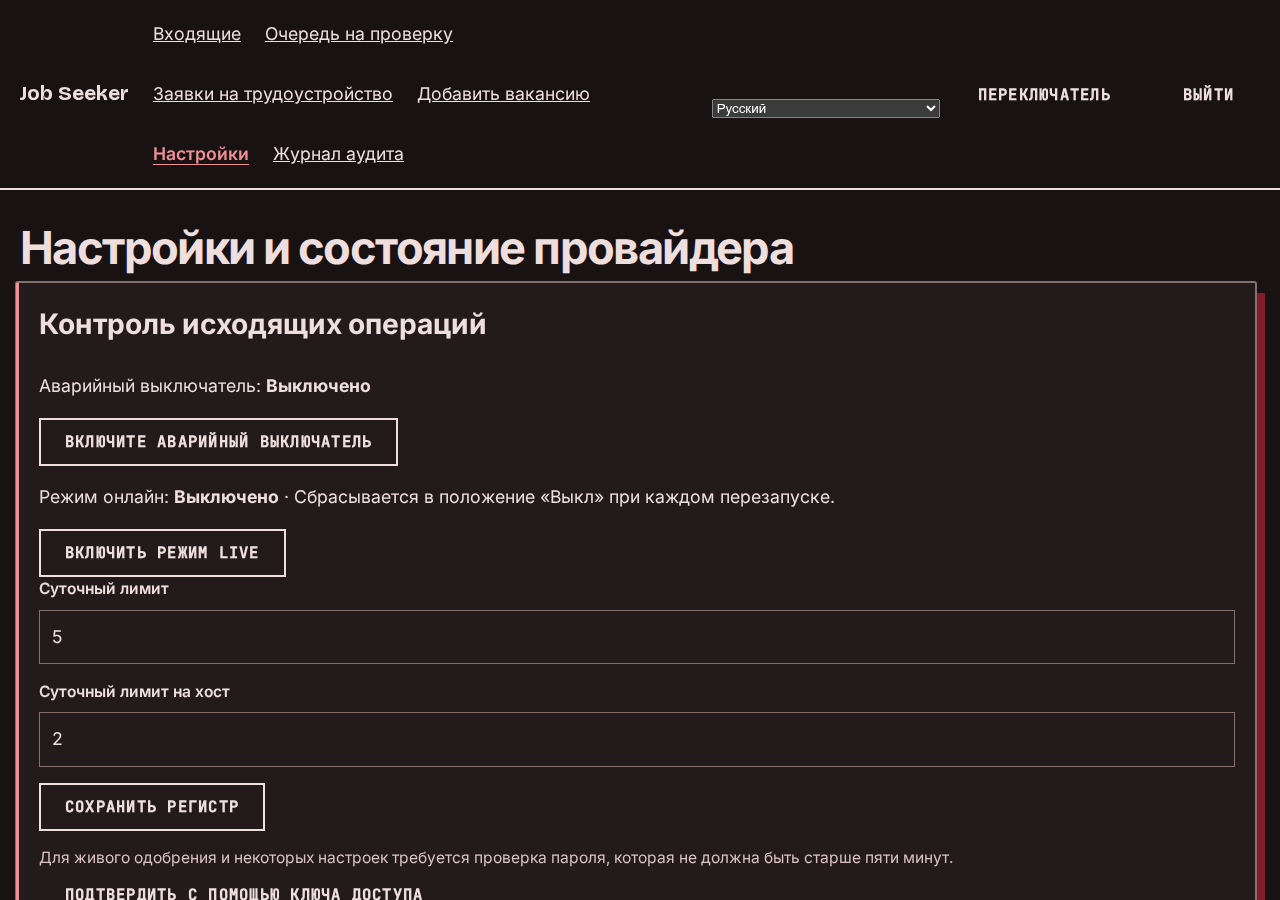 Входящие Очередь на проверку
Job Seeker Заявки на трудоустройство Добавить вакансию Русский ПЕРЕКЛЮЧАТЕЛЬ ВЫЙТИ
Настройки Журнал аудита
Настройки и состояние провайдера
Контроль исходящих операций
Аварийный выключатель: Выключено
ВКЛЮЧИТЕ АВАРИЙНЫЙ ВЫКЛЮЧАТЕЛЬ
Режим онлайн: Выключено · Сбрасывается в положение «Выкл» при каждом перезапуске.
ВКЛЮЧИТЬ РЕЖИМ LIVE
Суточный лимит
5
Суточный лимит на хост
2
СОХРАНИТЬ РЕГИСТР
Для живого одобрения и некоторых настроек требуется проверка пароля, которая не должна быть старше пяти минут.
ПОДТВЕРДИТЬ С ПОМОЩЬЮ КЛЮЧА ДОСТУПА